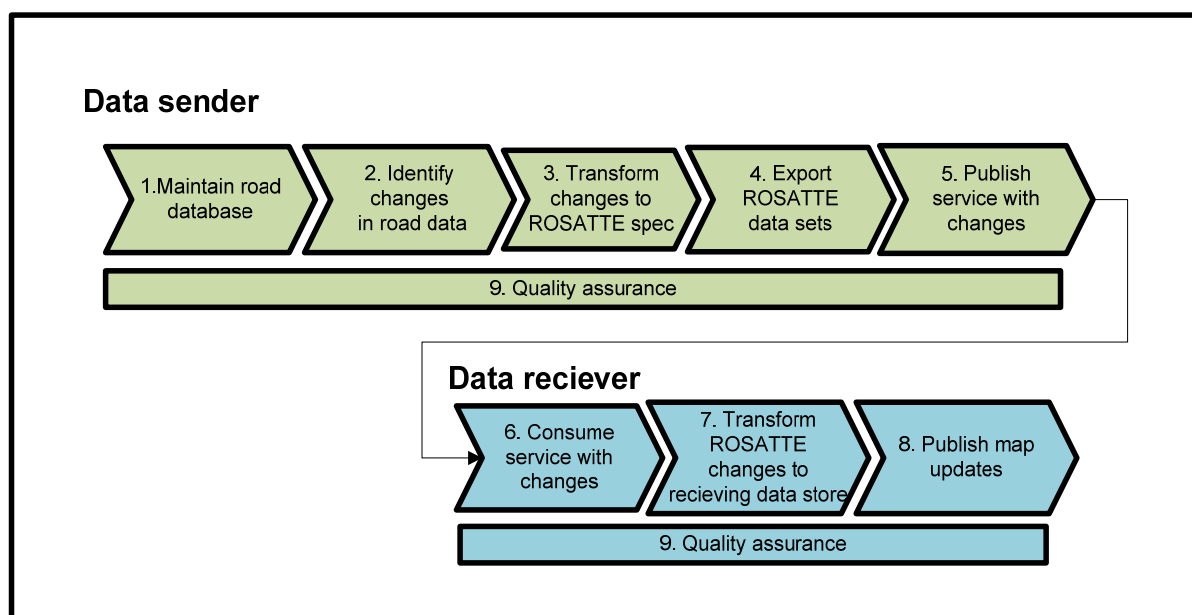 Data sender
1.Maintain road
database
2. Identify
changes
in road data
3. Transform
changes to
ROSATTE spec
4. Export
ROSATTE
data sets
5. Publish
service with
changes
9. Quality assurance
Data reciever
6. Consume
service with
changes
7. Transform
ROSATTE
changes to
recieving data store
8. Publish map
updates
9. Quality assurance